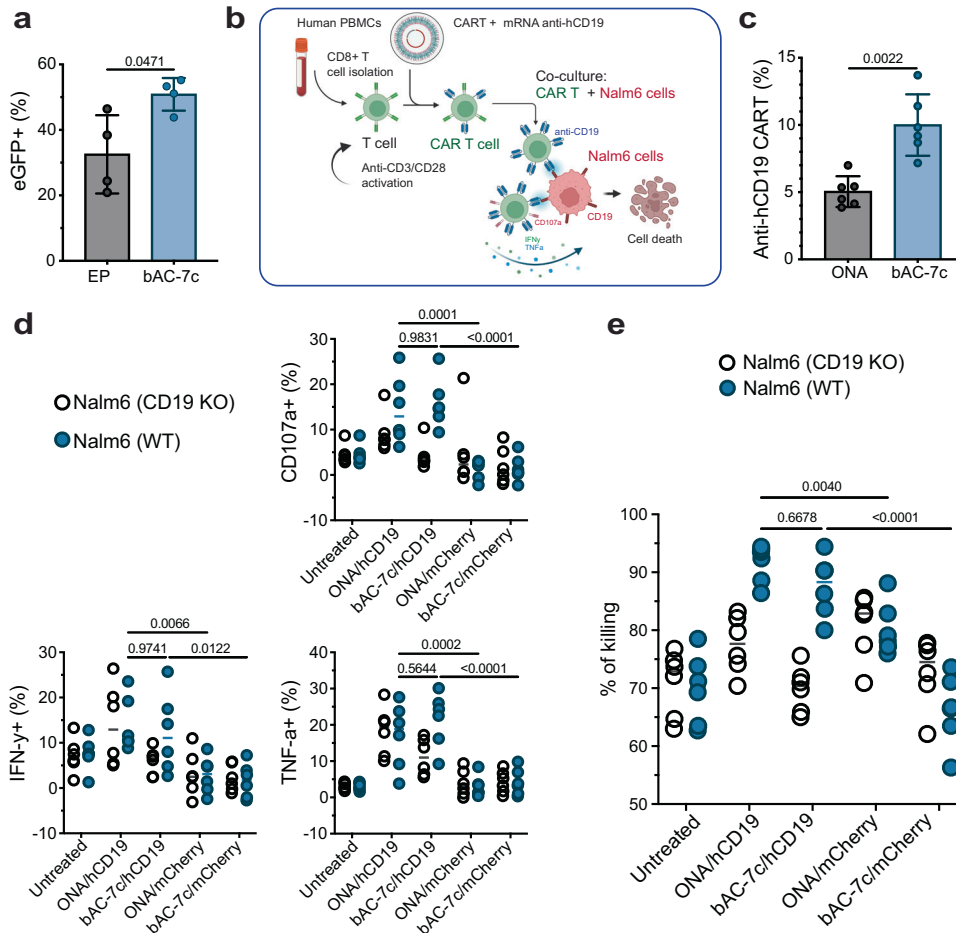 a
0.0471
eGFP+ (%)
60
40
20
0
EP
bAC-7c
b
Human PBMCs
CART + mRNA anti-hCD19
CD8+ T
cell isolation
T cell
CAR T cell
Anti-CD3/CD28
activation
Co-culture:
CAR T + Nalm6 cells
anti-CD19
Nalm6 cells
CD107a
CD19
IFNγ
TNFa
Cell death
c
0.0022
Anti-hCD19 CART (%)
15
10
5
0
ONA
bAC-7c
d
Nalm6 (CD19 KO)
Nalm6 (WT)
0.0001
0.9831
<0.0001
CD107a+ (%)
30
20
10
0
-10
Untreated
ONA/hCD19
bAC-7c/hCD19
ONA/mCherry
bAC-7c/mCherry
0.0066
0.9741
0.0122
IFN-y+ (%)
30
20
10
0
-10
Untreated
ONA/hCD19
bAC-7c/hCD19
ONA/mCherry
bAC-7c/mCherry
0.0002
0.5644
<0.0001
TNF-a+ (%)
40
30
20
10
0
-10
Untreated
ONA/hCD19
bAC-7c/hCD19
ONA/mCherry
bAC-7c/mCherry
e
Nalm6 (CD19 KO)
Nalm6 (WT)
0.0040
0.6678
<0.0001
% of killing
100
90
80
70
60
50
Untreated
ONA/hCD19
bAC-7c/hCD19
ONA/mCherry
bAC-7c/mCherry